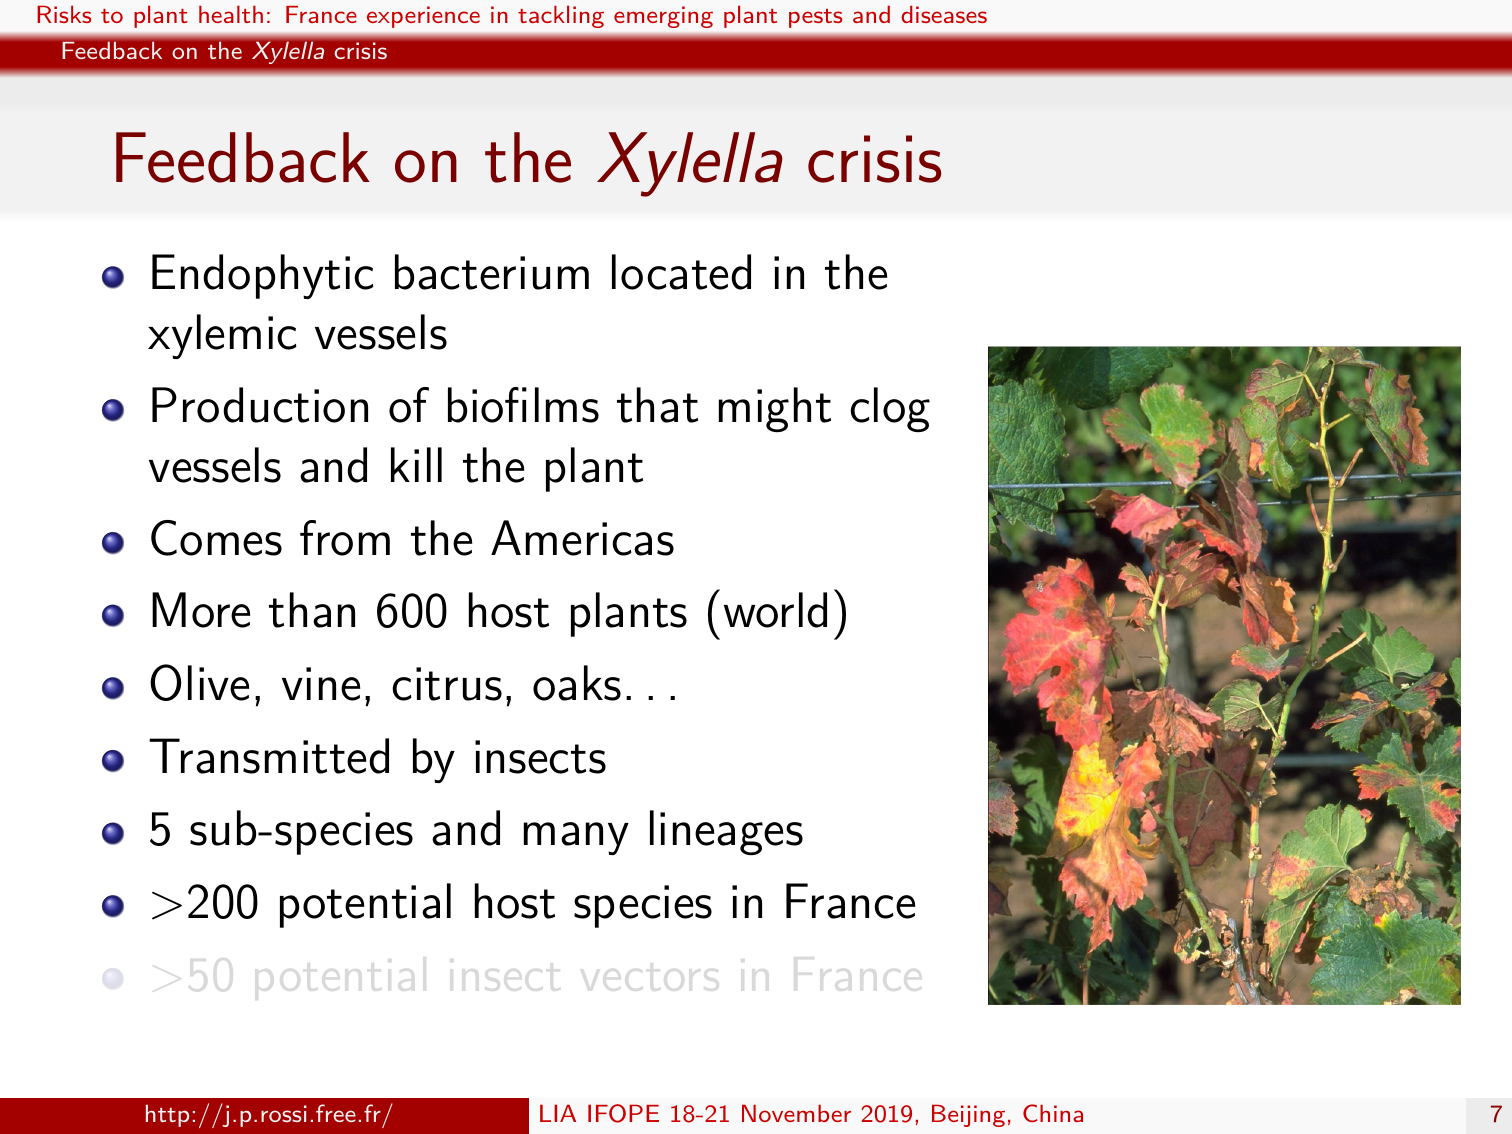 Risks to plant health: France experience in tackling emerging plant pests and diseases
Feedback on the Xylella crisis
Feedback on the Xylella crisis
Endophytic bacterium located in the
xylemic vessels
Production of biofilms that might clog
vessels and kill the plant
Comes from the Americas
More than 600 host plants (world)
Olive, vine, citrus, oaks...
Transmitted by insects
5 sub-species and many lineages
>200 potential host species in France
>50 potential insect vectors in France
http://j.p.rossi.free.fr/ LIA IFOPE 18-21 November 2019, Beijing, China 7